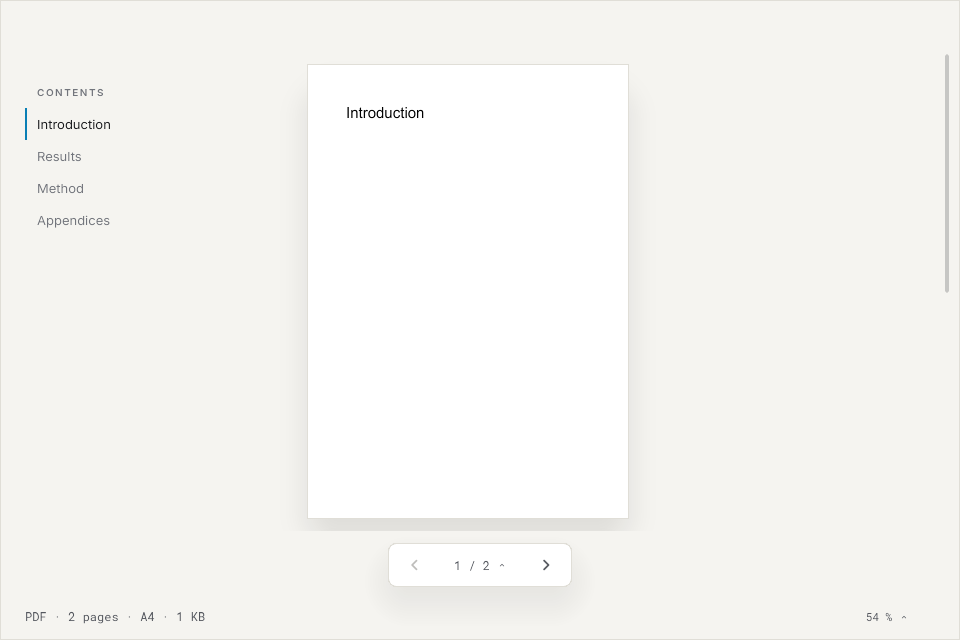 CONTENTS
Introduction
Results
Method
Appendices
Introduction
1 / 2
PDF · 2 pages · A4 · 1 KB
54 %